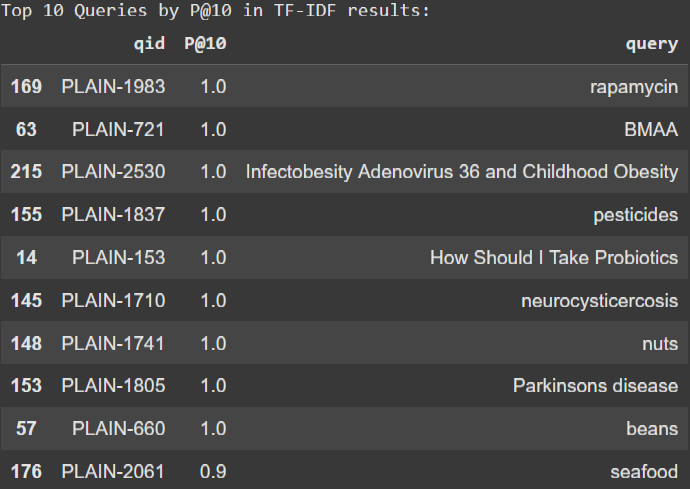 Top 10 Queries by P@10 in TF-IDF results:
qid P@10 query
169 PLAIN-1983 1.0 rapamycin
63 PLAIN-721 1.0 BMAA
215 PLAIN-2530 1.0 Infectobesity Adenovirus 36 and Childhood Obesity
155 PLAIN-1837 1.0 pesticides
14 PLAIN-153 1.0 How Should I Take Probiotics
145 PLAIN-1710 1.0 neurocysticercosis
148 PLAIN-1741 1.0 nuts
153 PLAIN-1805 1.0 Parkinsons disease
57 PLAIN-660 1.0 beans
176 PLAIN-2061 0.9 seafood